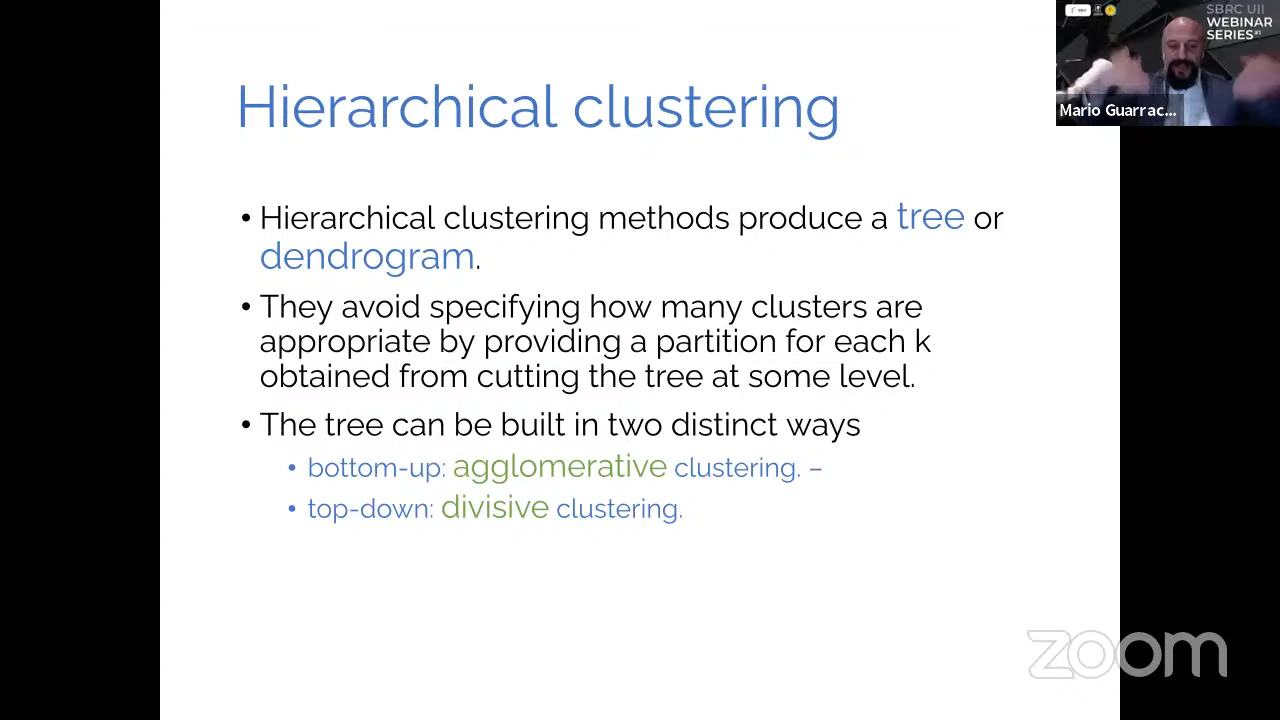 SBRC UII
WEBINAR
SERIES#1
Mario Guarrac...
Hierarchical clustering
• Hierarchical clustering methods produce a tree or
dendrogram.
• They avoid specifying how many clusters are
appropriate by providing a partition for each k
obtained from cutting the tree at some level.
• The tree can be built in two distinct ways
• bottom-up: agglomerative clustering. –
• top-down: divisive clustering.
zoom